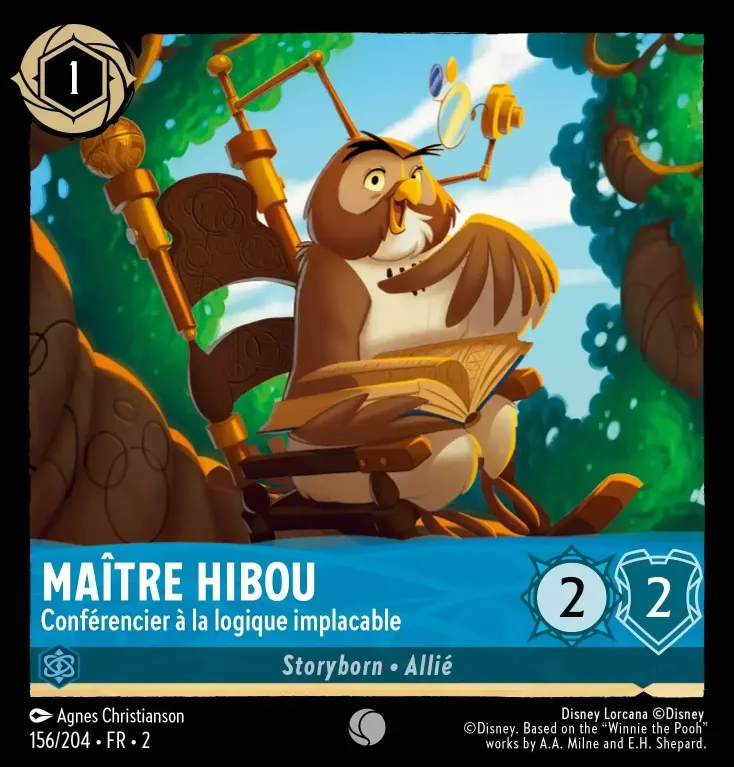 1
MAÎTRE HIBOU
Conférencier à la logique implacable
2
2
Storyborn • Allié
Agnes Christianson
156/204 • FR • 2
Disney Lorcana ©Disney
©Disney. Based on the “Winnie the Pooh”
works by A.A. Milne and E.H. Shepard.